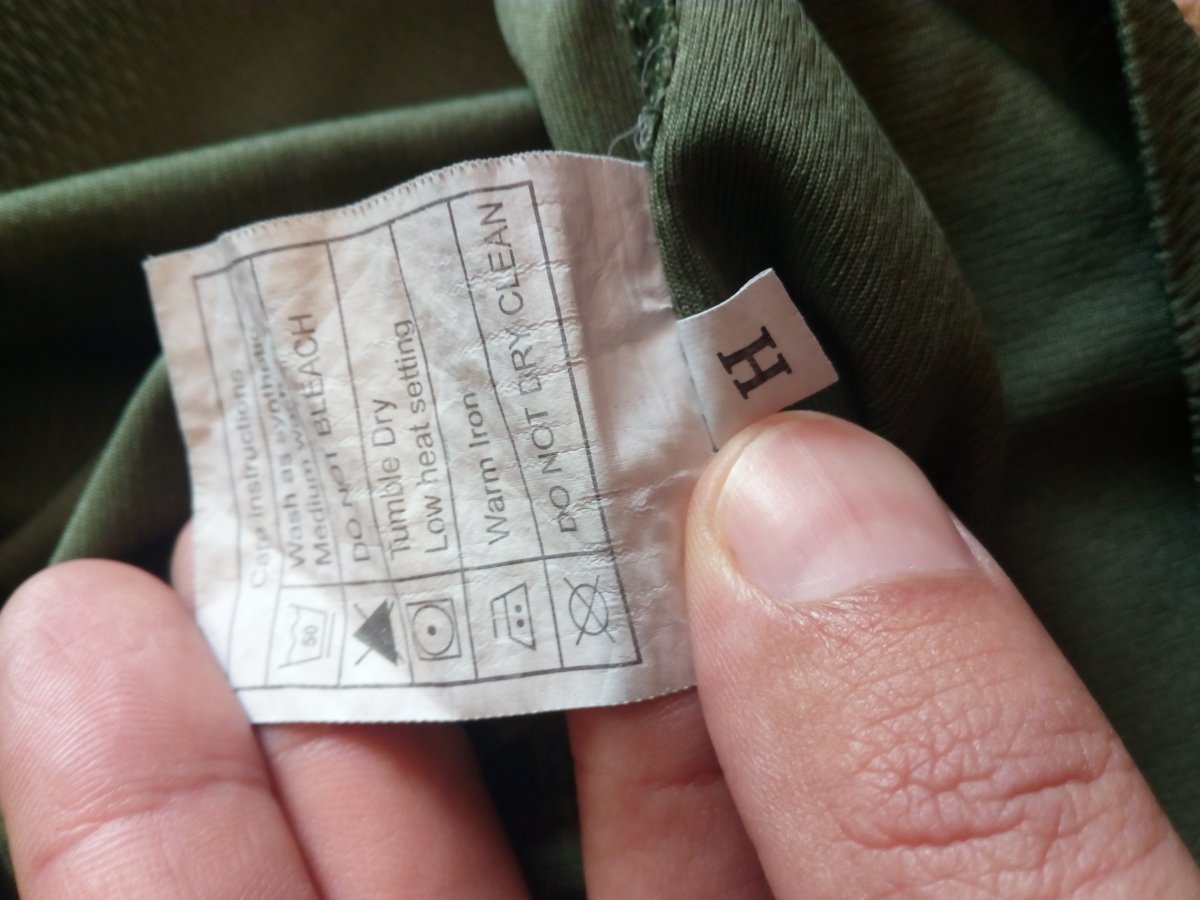 Care Instructions
50
Wash as synthetic
Medium wash
DO NOT BLEACH
Tumble Dry
Low heat setting
Warm Iron
DO NOT DRY CLEAN
H